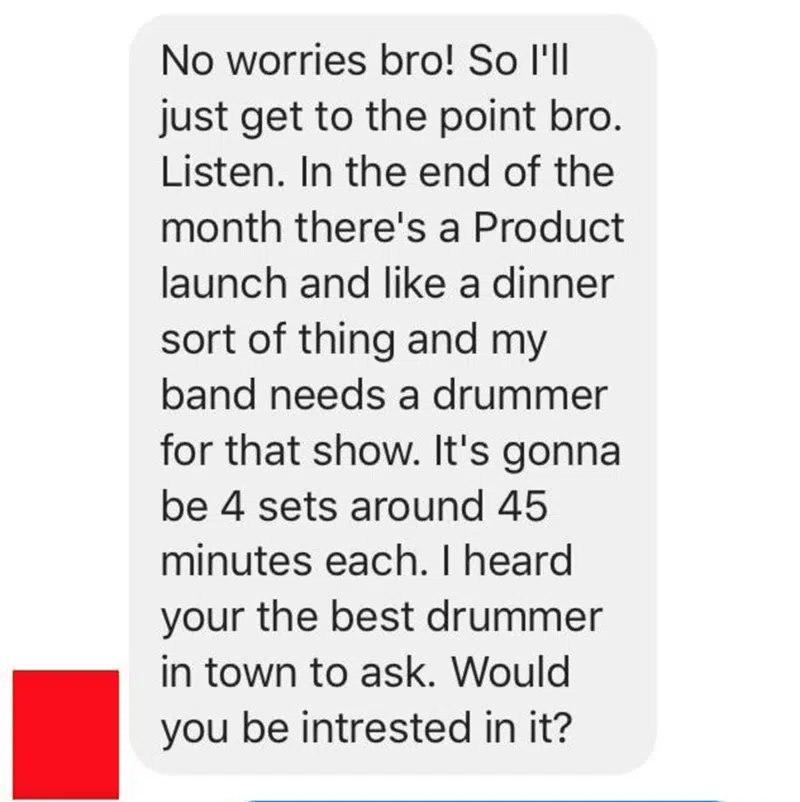 No worries bro! So I'll
just get to the point bro.
Listen. In the end of the
month there's a Product
launch and like a dinner
sort of thing and my
band needs a drummer
for that show. It's gonna
be 4 sets around 45
minutes each. I heard
your the best drummer
in town to ask. Would
you be intrested in it?